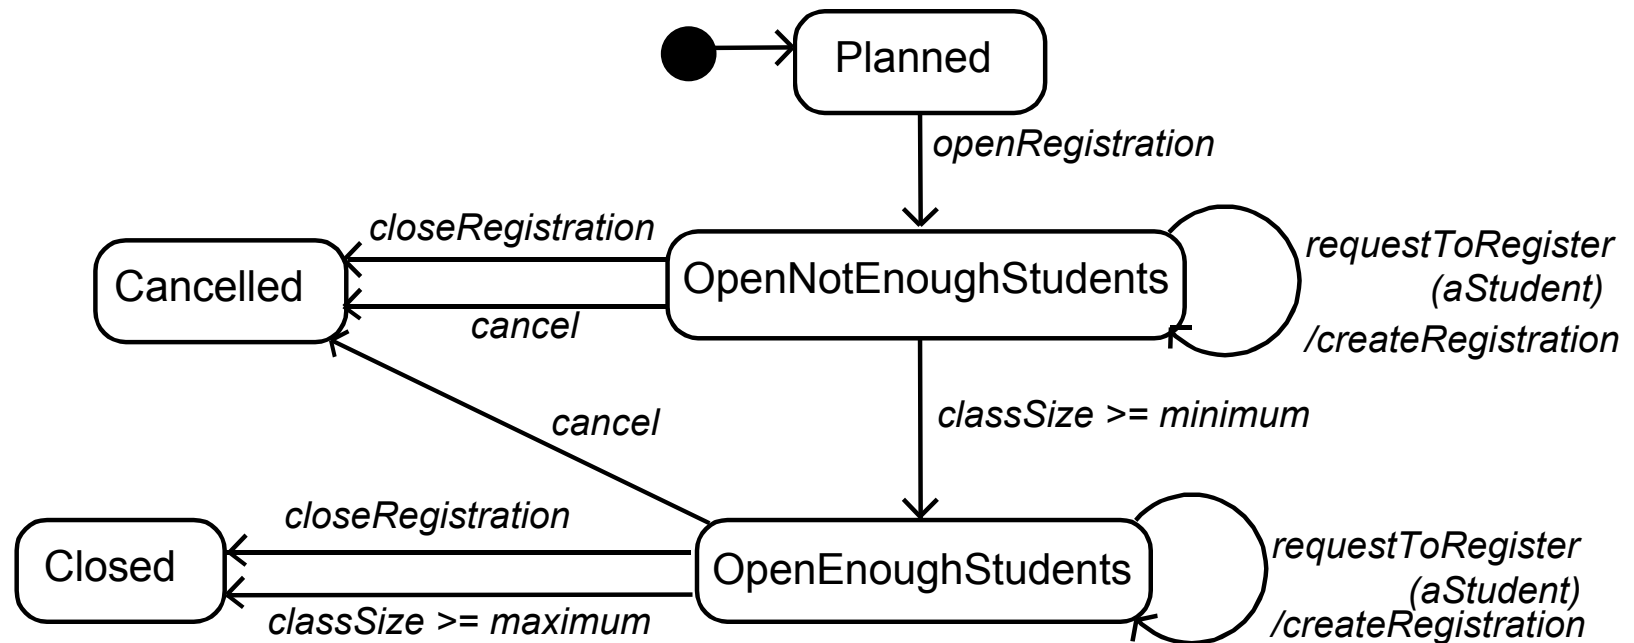 Planned
openRegistration
closeRegistration
Cancelled
OpenNotEnoughStudents
requestToRegister
(aStudent)
/createRegistration
cancel
classSize >= minimum
cancel
closeRegistration
Closed
OpenEnoughStudents
requestToRegister
(aStudent)
/createRegistration
classSize >= maximum